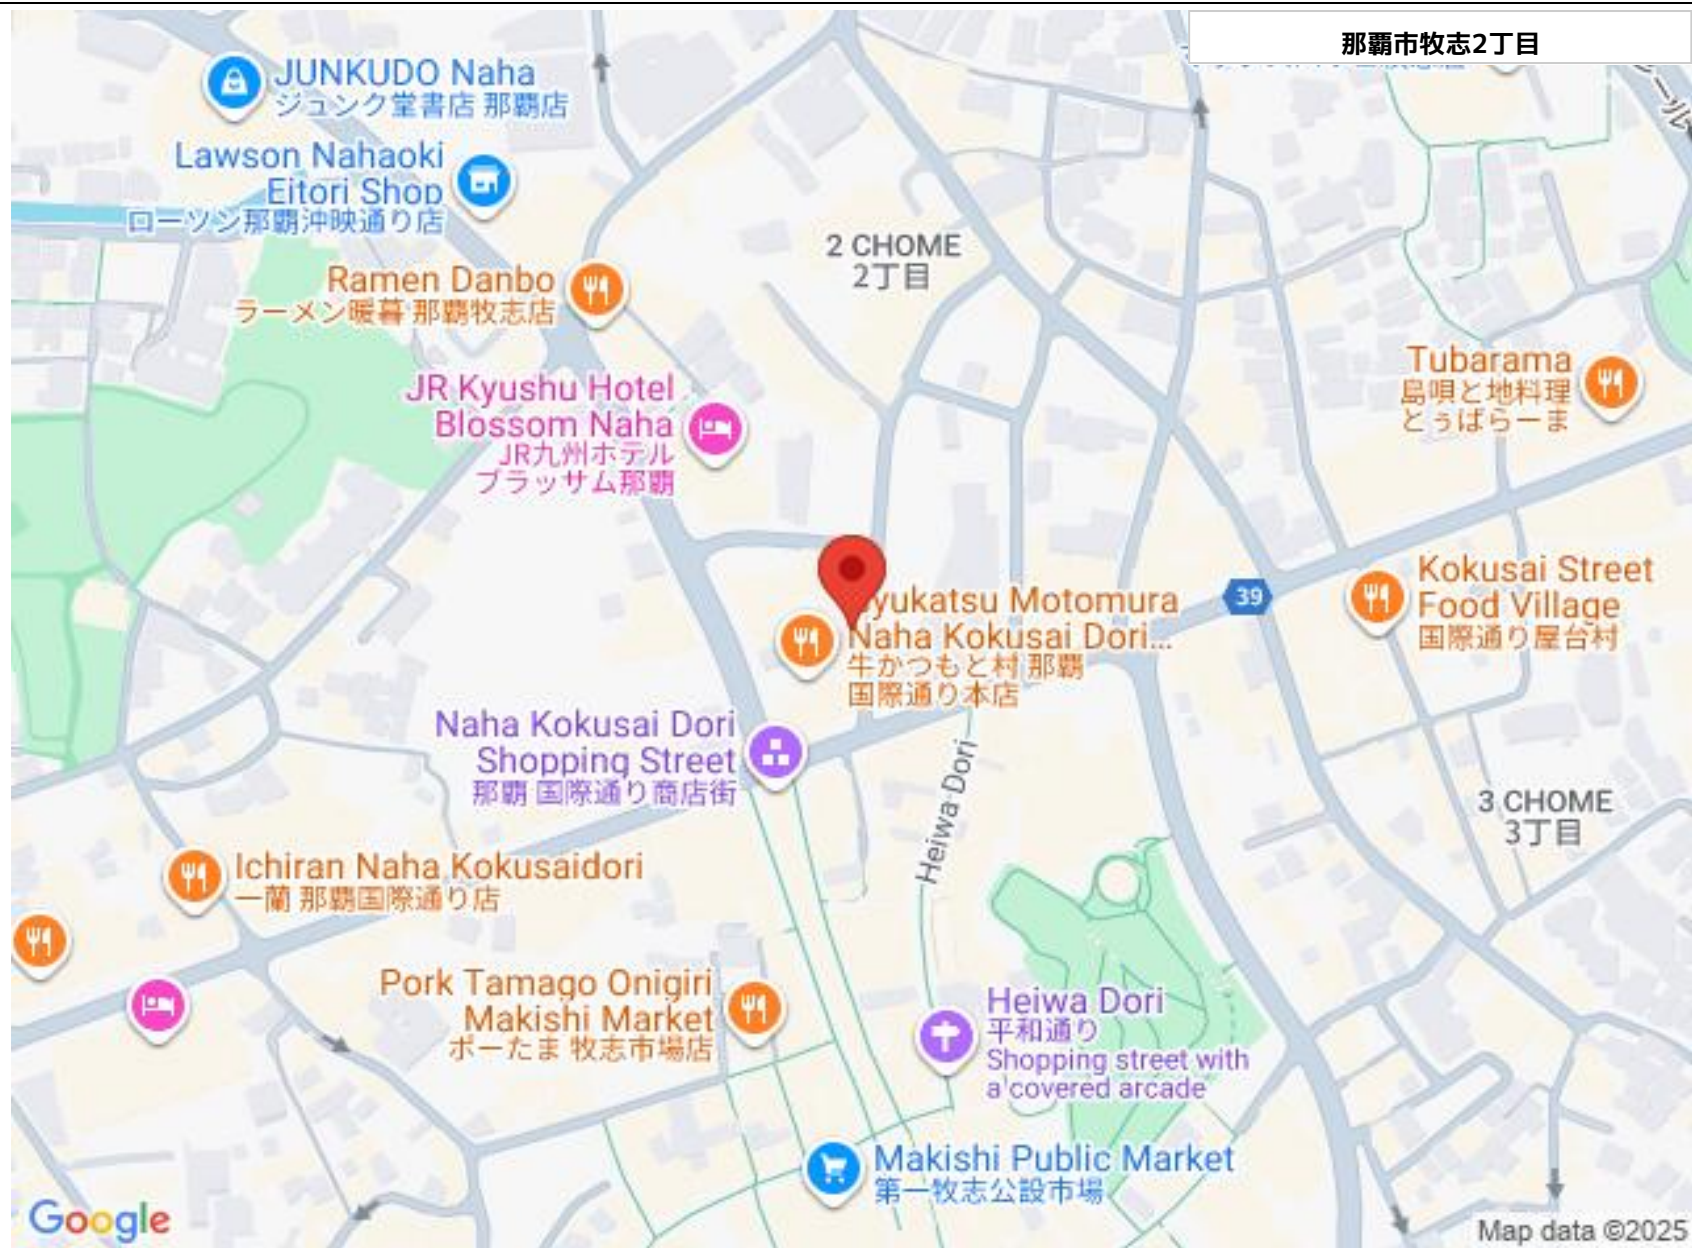 那覇市牧志2丁目
JUNKUDO Naha
ジュンク堂書店 那覇店
Lawson Nahaoki
Eitori Shop
ローソン那覇沖映通り店
2 CHOME
2丁目
Ramen Danbo
ラーメン暖暮 那覇牧志店
Tubarama
島唄と地料理
とぅばらーま
JR Kyushu Hotel
Blossom Naha
JR九州ホテル
ブラッサム那覇
39
Kokusai Street
Food Village
国際通り屋台村
yukatsu Motomura
Naha Kokusai Dori...
牛かつもと村 那覇
国際通り本店
Naha Kokusai Dori
Shopping Street
那覇 国際通り商店街
Heiwa Dori
3 CHOME
3丁目
Ichiran Naha Kokusaidori
一蘭 那覇国際通り店
Pork Tamago Onigiri
Makishi Market
ポーたま 牧志市場店
Heiwa Dori
平和通り
Shopping street with
a covered arcade
Makishi Public Market
第一牧志公設市場
Google
Map data ©2025